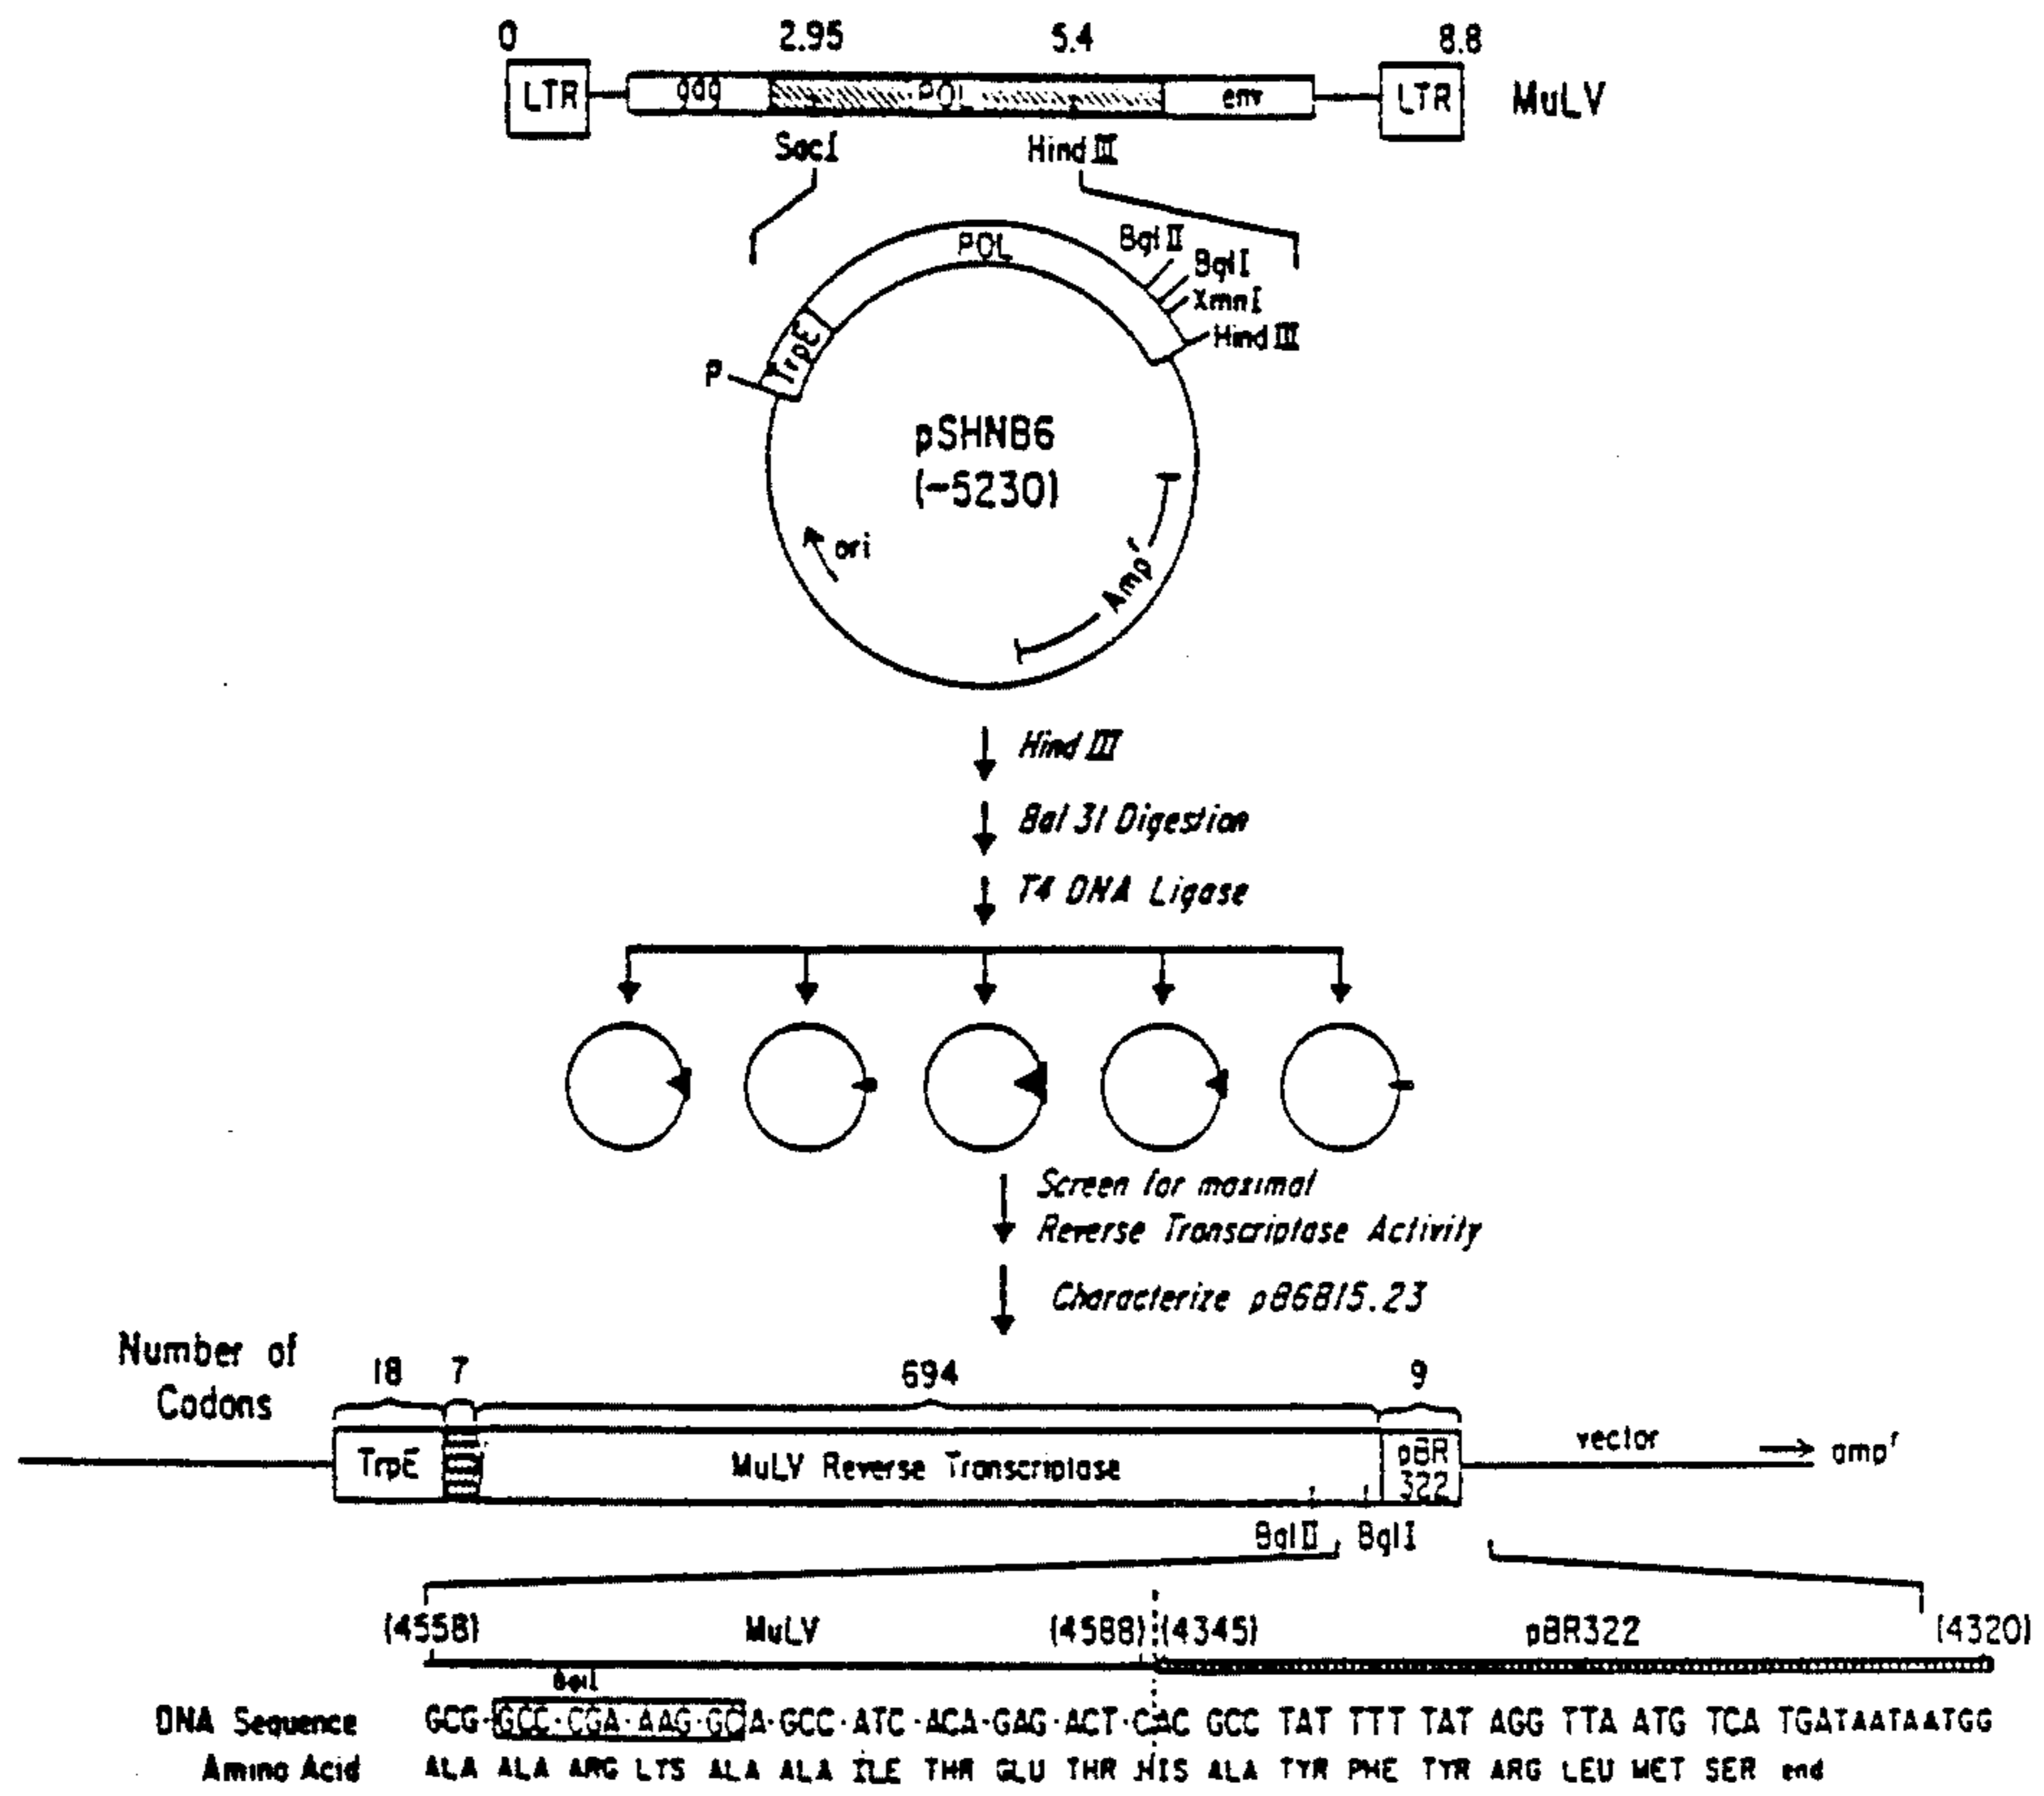 0 2.95 5.4 8.8
LTR gag POL env LTR MuLV
SacI Hind III
POL
Bgl II
BglI
XmnI
Hind III
TrpE
P
pSHNB6
(~5230)
ori
Ampʳ
Hind III
Bal 31 Digestion
T4 DNA Ligase
Screen for maximal
Reverse Transcriptase Activity
Characterize pB6B15.23
Number of
Codons
18 7 694 9
TrpE MuLV Reverse Transcriptase pBR
322
vector → ampʳ
BglII BglI
(4558) MuLV (4588) (4345) pBR322 (4320)
BglI
DNA Sequence GCG·GCC·CGA·AAG·GCA·GCC·ATC·ACA·GAG·ACT·CAC GCC TAT TTT TAT AGG TTA ATG TCA TGATAATAATGG
Amino Acid ALA ALA ARG LYS ALA ALA ILE THR GLU THR HIS ALA TYR PHE TYR ARG LEU MET SER end